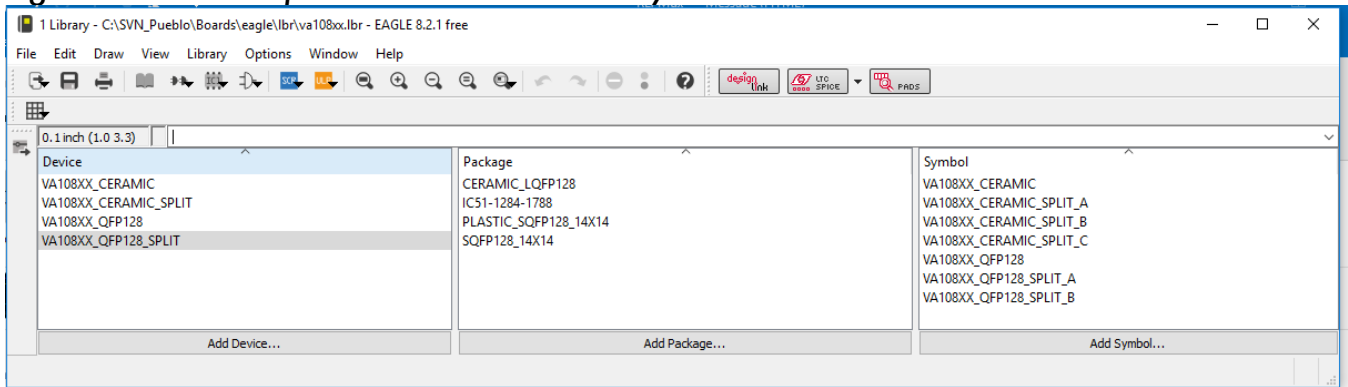 1 Library - C:\SVN_Pueblo\Boards\eagle\lbr\va108xx.lbr - EAGLE 8.2.1 free
File Edit Draw View Library Options Window Help
SCR ULP design link LTC SPICE PADS
0.1 inch (1.0 3.3)
Device
VA108XX_CERAMIC
VA108XX_CERAMIC_SPLIT
VA108XX_QFP128
VA108XX_QFP128_SPLIT
Add Device...
Package
CERAMIC_LQFP128
IC51-1284-1788
PLASTIC_SQFP128_14X14
SQFP128_14X14
Add Package...
Symbol
VA108XX_CERAMIC
VA108XX_CERAMIC_SPLIT_A
VA108XX_CERAMIC_SPLIT_B
VA108XX_CERAMIC_SPLIT_C
VA108XX_QFP128
VA108XX_QFP128_SPLIT_A
VA108XX_QFP128_SPLIT_B
Add Symbol...